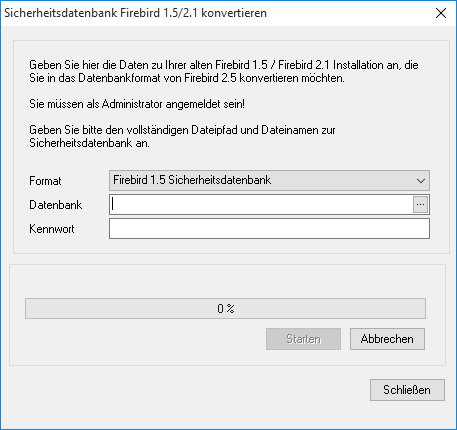 Sicherheitsdatenbank Firebird 1.5/2.1 konvertieren
Geben Sie hier die Daten zu Ihrer alten Firebird 1.5 / Firebird 2.1 Installation an, die
Sie in das Datenbankformat von Firebird 2.5 konvertieren möchten.
Sie müssen als Administrator angemeldet sein!
Geben Sie bitte den vollständigen Dateipfad und Dateinamen zur
Sicherheitsdatenbank an.
Format Firebird 1.5 Sicherheitsdatenbank
Datenbank ...
Kennwort
0 %
Starten Abbrechen
Schließen